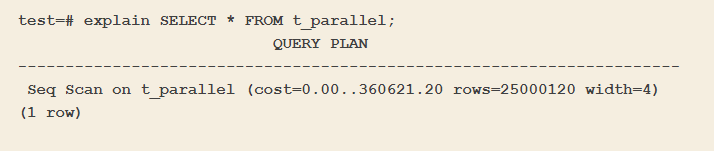 test=# explain SELECT * FROM t_parallel;
QUERY PLAN
-----------------------------------------------------------------------
Seq Scan on t_parallel (cost=0.00..360621.20 rows=25000120 width=4)
(1 row)